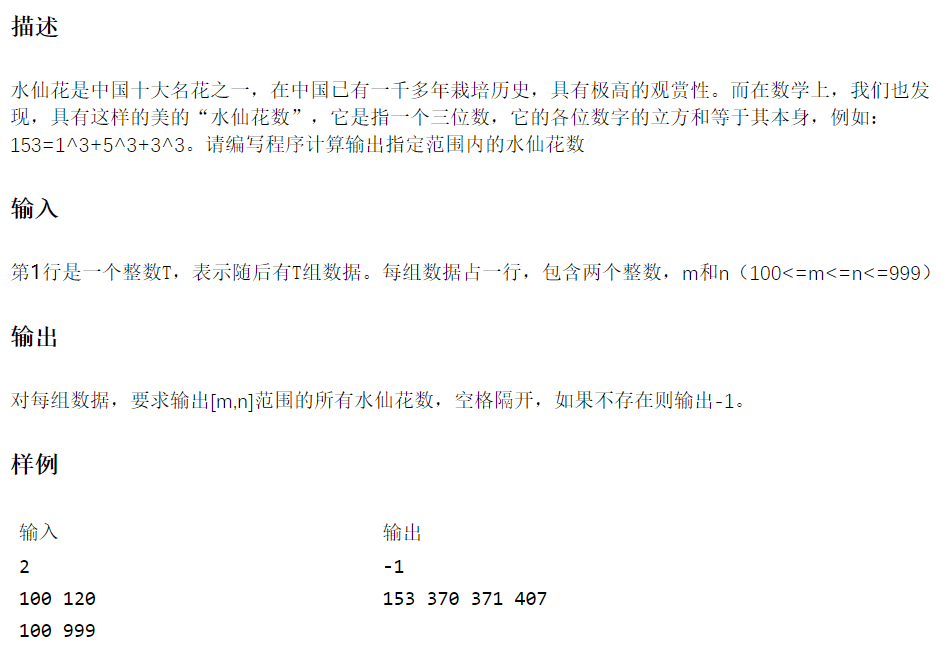 描述
水仙花是中国十大名花之一，在中国已有一千多年栽培历史，具有极高的观赏性。而在数学上，我们也发
现，具有这样的美的“水仙花数”，它是指一个三位数，它的各位数字的立方和等于其本身，例如：
153=1^3+5^3+3^3。请编写程序计算输出指定范围内的水仙花数
输入
第1行是一个整数T，表示随后有T组数据。每组数据占一行，包含两个整数，m和n（100<=m<=n<=999）
输出
对每组数据，要求输出[m,n]范围的所有水仙花数，空格隔开，如果不存在则输出-1。
样例
输入 输出
2 -1
100 120 153 370 371 407
100 999